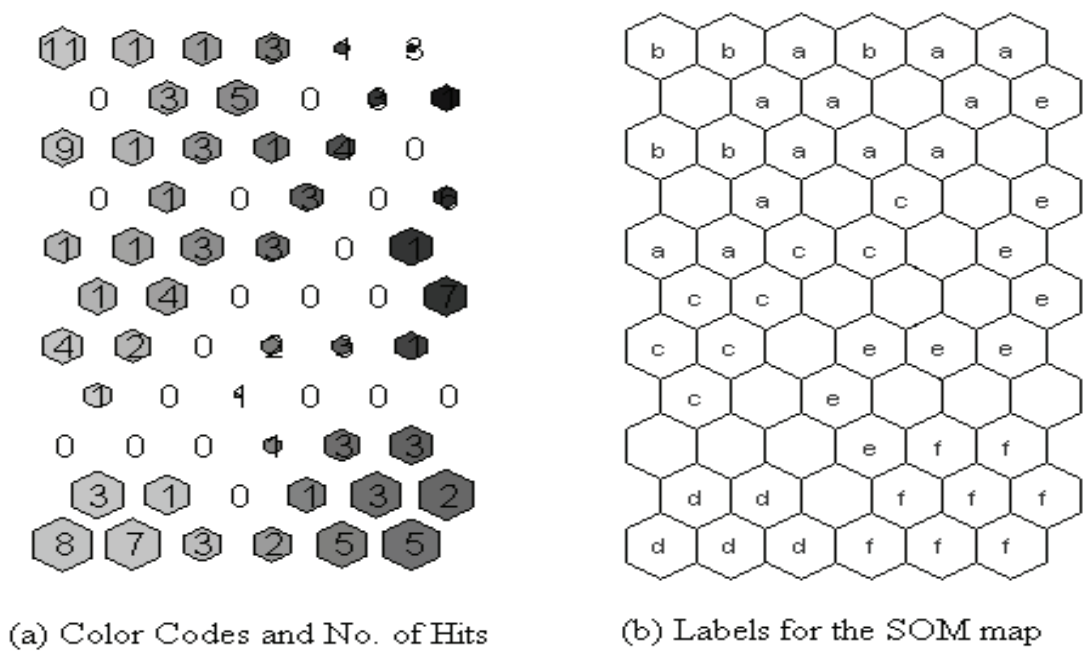 11 1 1 3
0 3 5 0
9 1 3 1 4 0
0 1 0 3 0 6
1 1 3 3 0 1
1 4 0 0 0 7
4 2 0 2 3 1
1 0 0 0 0
0 0 0 3 3
3 1 0 1 3 2
8 7 3 2 5 5
(a) Color Codes and No. of Hits
b b a b a a
a a a e
b b a a a
a c e
a a c c e
c c e
c c e e e
c e
e f f
d d f f f
d d d f f f
(b) Labels for the SOM map